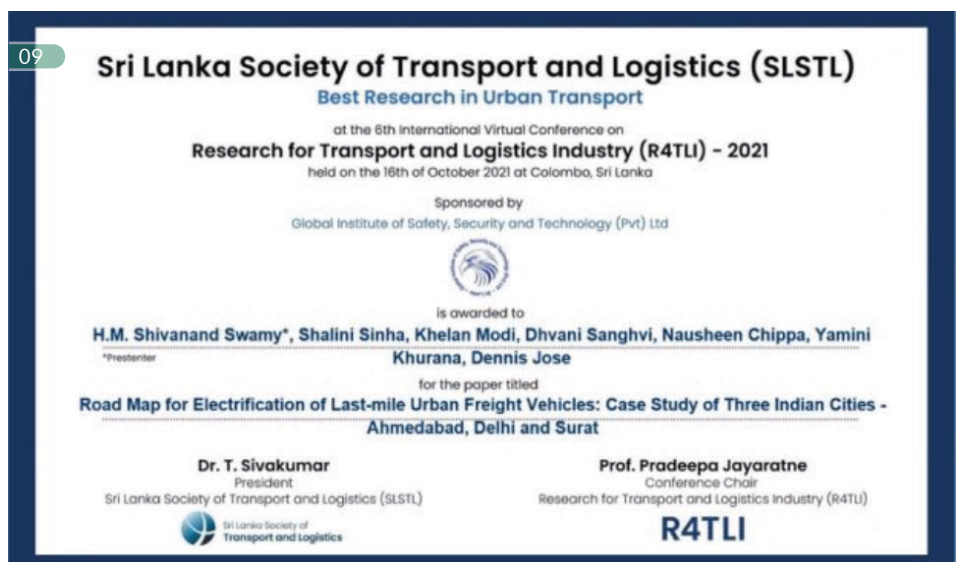 09
Sri Lanka Society of Transport and Logistics (SLSTL)
Best Research in Urban Transport
at the 6th International Virtual Conference on
Research for Transport and Logistics Industry (R4TLI) - 2021
held on the 16th of October 2021 at Colombo, Sri Lanka
Sponsored by
Global Institute of Safety, Security and Technology (Pvt) Ltd
is awarded to
H.M. Shivanand Swamy*, Shalini Sinha, Khelan Modi, Dhvani Sanghvi, Nausheen Chippa, Yamini
*Prestenter
Khurana, Dennis Jose
for the paper titled
Road Map for Electrification of Last-mile Urban Freight Vehicles: Case Study of Three Indian Cities -
Ahmedabad, Delhi and Surat
Dr. T. Sivakumar
President
Sri Lanka Society of Transport and Logistics (SLSTL)
Sri Lanka Society of
Transport and Logistics
Prof. Pradeepa Jayaratne
Conference Chair
Research for Transport and Logistics Industry (R4TLI)
R4TLI